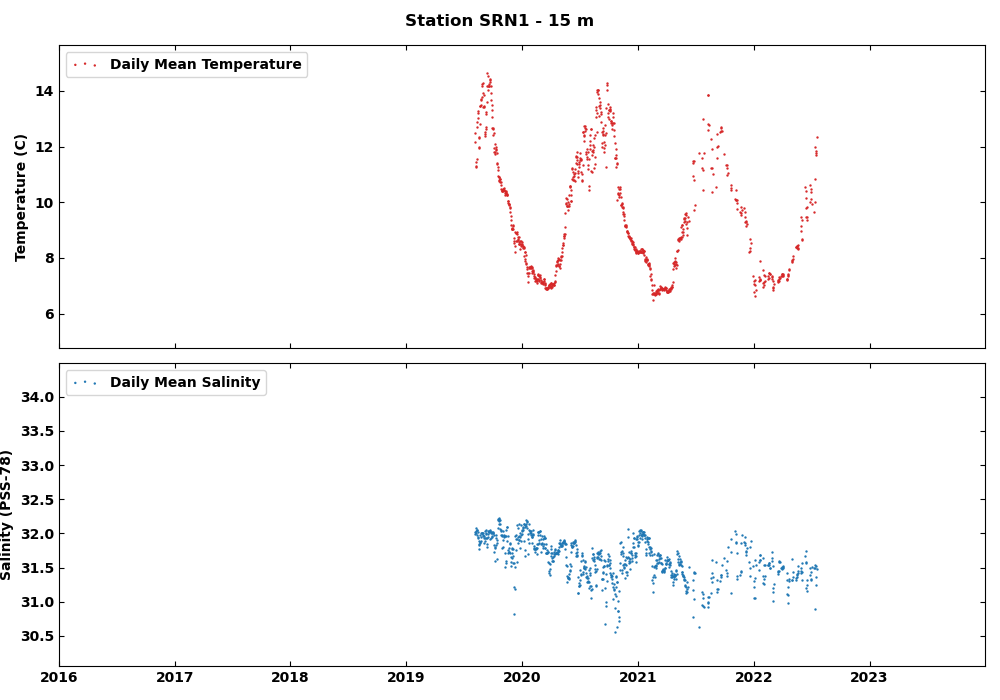 Station SRN1 - 15 m
Daily Mean Temperature
Temperature (C)
14
12
10
8
6
Daily Mean Salinity
Salinity (PSS-78)
34.0
33.5
33.0
32.5
32.0
31.5
31.0
30.5
2016 2017 2018 2019 2020 2021 2022 2023